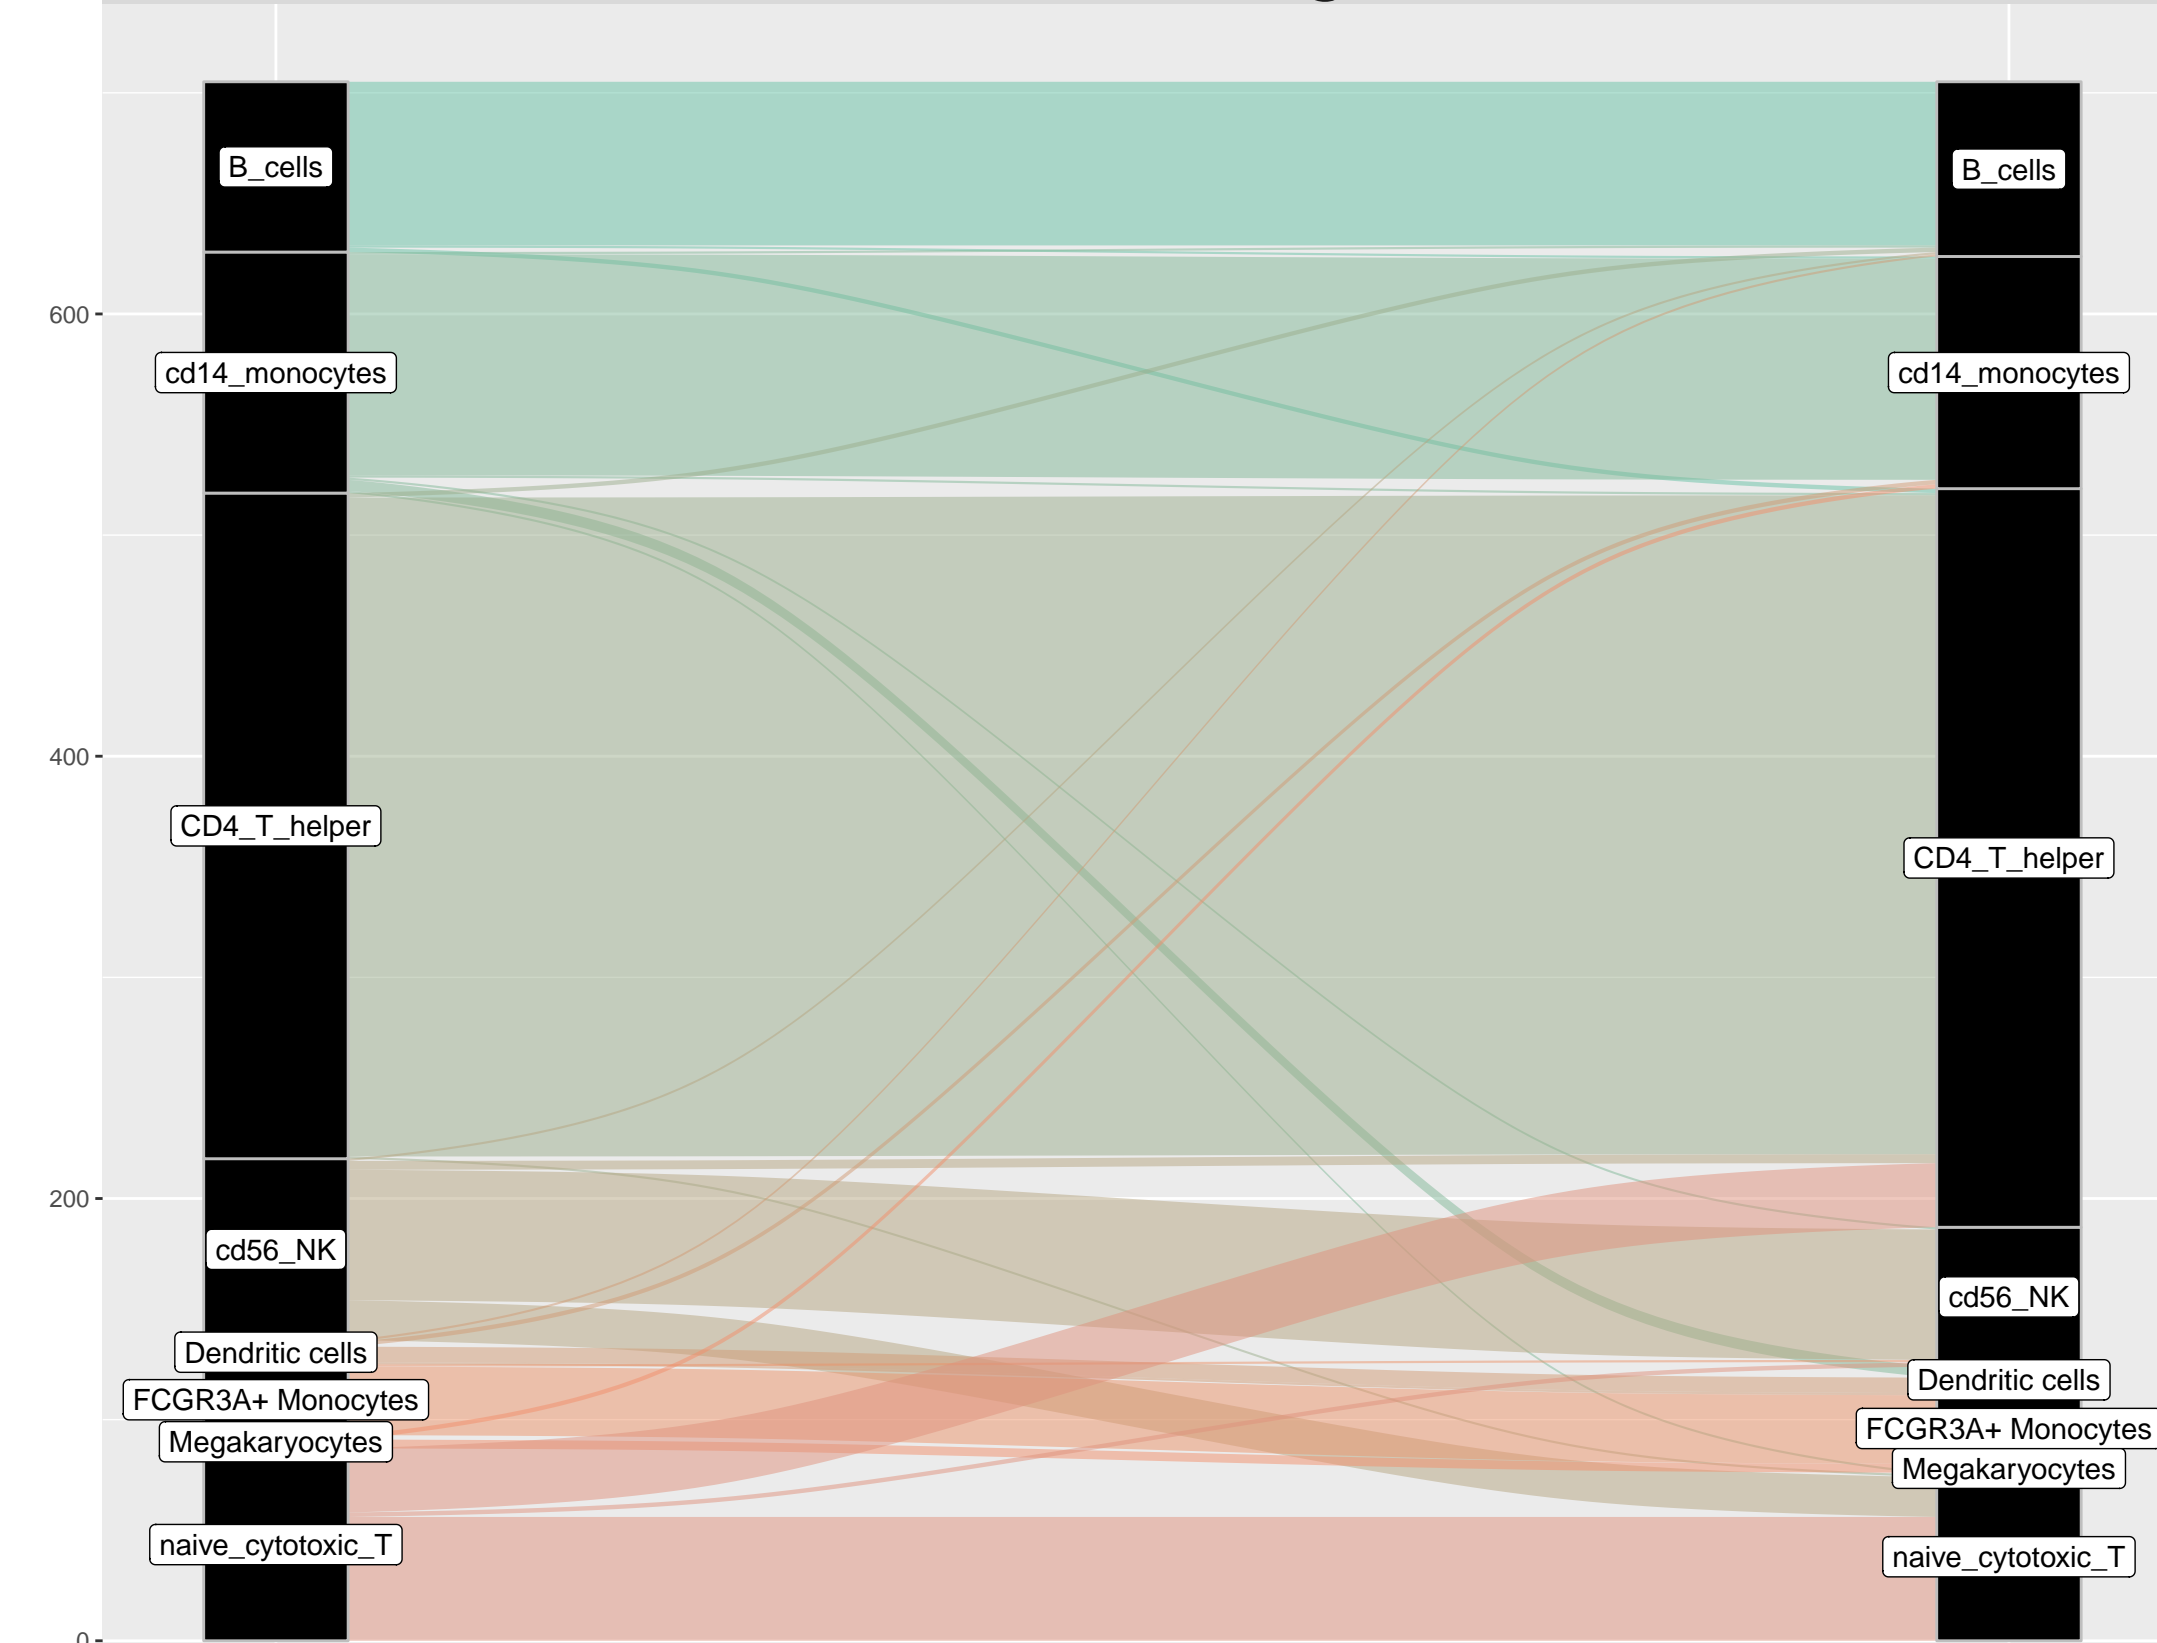 600
400
200
0
B_cells
cd14_monocytes
CD4_T_helper
cd56_NK
Dendritic cells
FCGR3A+ Monocytes
Megakaryocytes
naive_cytotoxic_T
B_cells
cd14_monocytes
CD4_T_helper
cd56_NK
Dendritic cells
FCGR3A+ Monocytes
Megakaryocytes
naive_cytotoxic_T